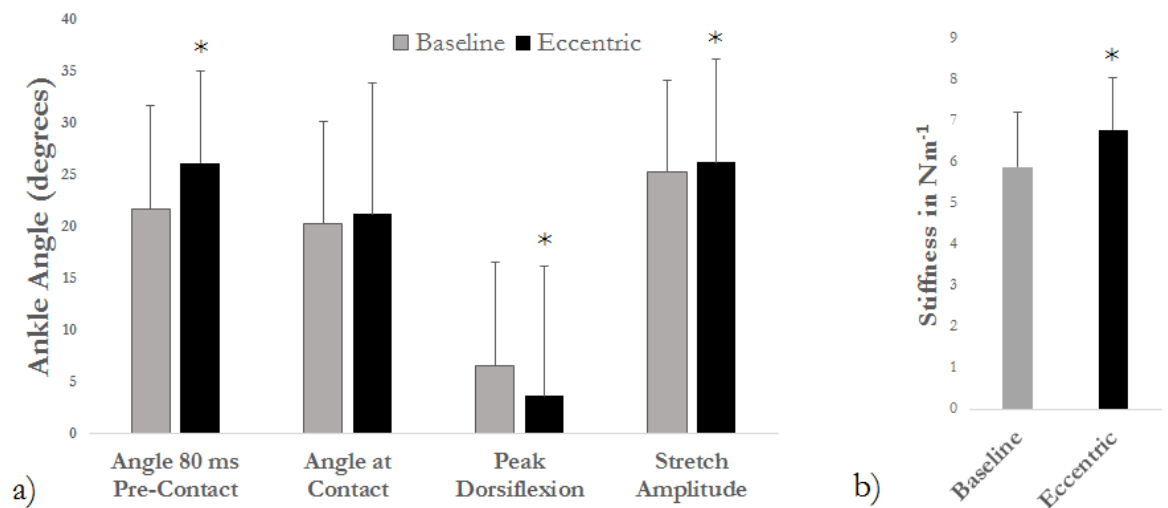 40
35
30
25
20
15
10
5
0
Ankle Angle (degrees)
Baseline Eccentric
*
*
*
Angle 80 ms
Pre-Contact
Angle at
Contact
Peak
Dorsiflexion
Stretch
Amplitude
a)
9
8
7
6
5
4
3
2
1
0
Stiffness in Nm⁻¹
*
Baseline
Eccentric
b)